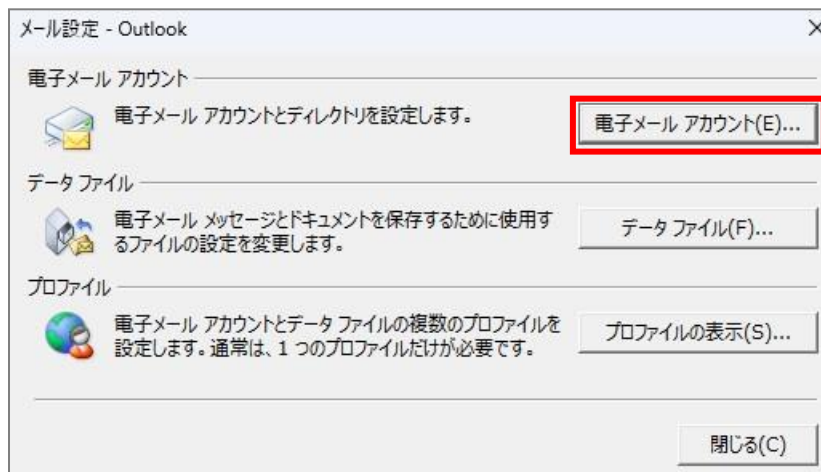 メール設定 - Outlook
電子メール アカウント
電子メール アカウントとディレクトリを設定します。
電子メール アカウント(E)...
データ ファイル
電子メール メッセージとドキュメントを保存するために使用す
るファイルの設定を変更します。
データ ファイル(F)...
プロファイル
電子メール アカウントとデータ ファイルの複数のプロファイルを
設定します。通常は、1 つのプロファイルだけが必要です。
プロファイルの表示(S)...
閉じる(C)